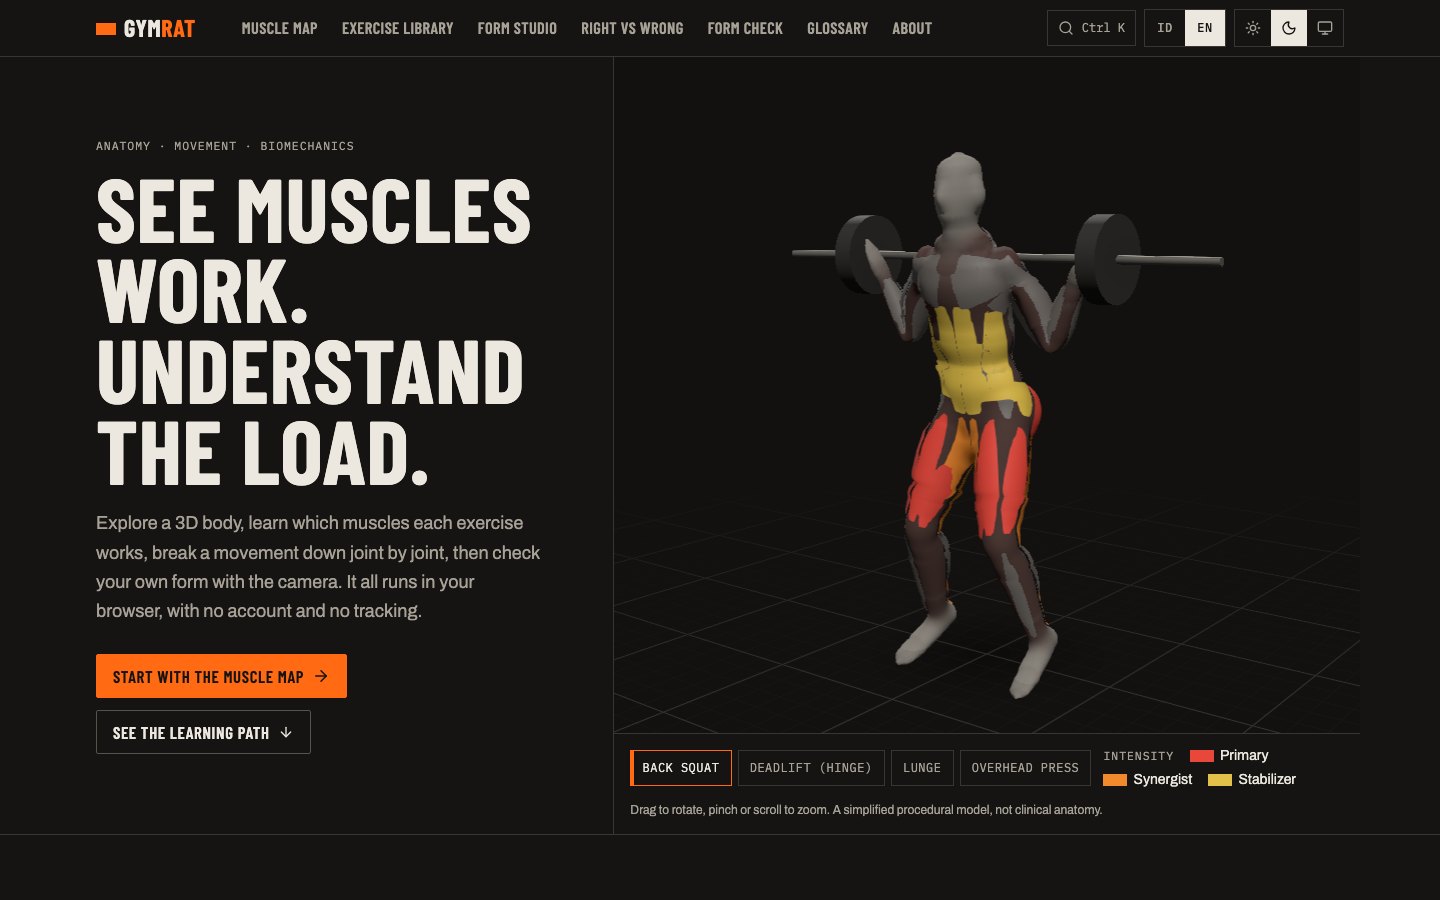 GYMRAT
MUSCLE MAP
EXERCISE LIBRARY
FORM STUDIO
RIGHT VS WRONG
FORM CHECK
GLOSSARY
ABOUT
Ctrl K
ID
EN
ANATOMY · MOVEMENT · BIOMECHANICS
SEE MUSCLES
WORK.
UNDERSTAND
THE LOAD.
Explore a 3D body, learn which muscles each exercise
works, break a movement down joint by joint, then check
your own form with the camera. It all runs in your
browser, with no account and no tracking.
START WITH THE MUSCLE MAP →
SEE THE LEARNING PATH ↓
BACK SQUAT
DEADLIFT (HINGE)
LUNGE
OVERHEAD PRESS
INTENSITY
Primary
Synergist
Stabilizer
Drag to rotate, pinch or scroll to zoom. A simplified procedural model, not clinical anatomy.